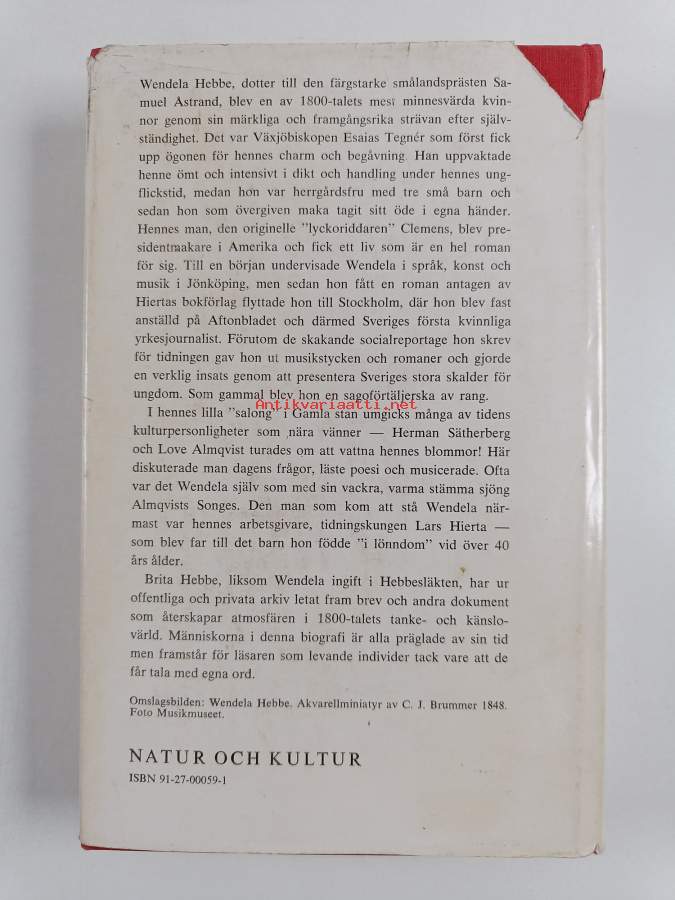 Wendela Hebbe, dotter till den färgstarke smålandsprästen Sa-
muel Åstrand, blev en av 1800-talets mest minnesvärda kvin-
nor genom sin märkliga och framgångsrika strävan efter själv-
ständighet. Det var Växjöbiskopen Esaias Tegnér som först fick
upp ögonen för hennes charm och begåvning. Han uppvaktade
henne ömt och intensivt i dikt och handling under hennes ung-
flickstid, medan hon var herrgårdsfru med tre små barn och
sedan hon som övergiven maka tagit sitt öde i egna händer.
Hennes man, den originelle ”lyckoriddaren” Clemens, blev pre-
sidentmakare i Amerika och fick ett liv som är en hel roman
för sig. Till en början undervisade Wendela i språk, konst och
musik i Jönköping, men sedan hon fått en roman antagen av
Hiertas bokförlag flyttade hon till Stockholm, där hon blev fast
anställd på Aftonbladet och därmed Sveriges första kvinnliga
yrkesjournalist. Förutom de skakande socialreportage hon skrev
för tidningen gav hon ut musikstycken och romaner och gjorde
en verklig insats genom att presentera Sveriges stora skalder för
ungdom. Som gammal blev hon en sagoförtäljerska av rang.
Antikvariaatti.net
I hennes lilla ”salong” i Gamla stan umgicks många av tidens
kulturpersonligheter som nära vänner — Herman Sätherberg
och Love Almqvist turades om att vattna hennes blommor! Här
diskuterade man dagens frågor, läste poesi och musicerade. Ofta
var det Wendela själv som med sin vackra, varma stämma sjöng
Almqvists Songes. Den man som kom att stå Wendela när-
mast var hennes arbetsgivare, tidningskungen Lars Hierta —
som blev far till det barn hon födde ”i lönndom” vid över 40
års ålder.
Brita Hebbe, liksom Wendela ingift i Hebbesläkten, har ur
offentliga och privata arkiv letat fram brev och andra dokument
som återskapar atmosfären i 1800-talets tanke- och känslo-
värld. Människorna i denna biografi är alla präglade av sin tid
men framstår för läsaren som levande individer tack vare att de
får tala med egna ord.
Omslagsbilden: Wendela Hebbe. Akvarellminiatyr av C. J. Brummer 1848.
Foto Musikmuseet.
NATUR OCH KULTUR
ISBN 91-27-00059-1